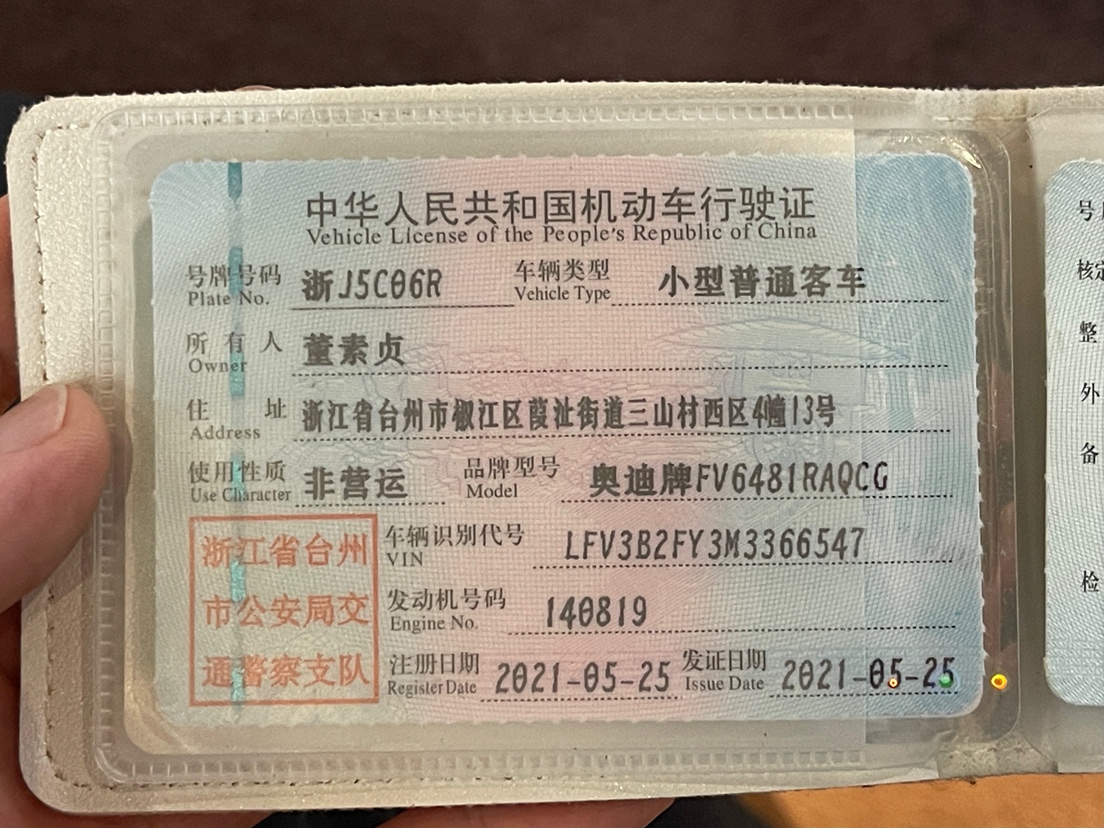 中华人民共和国机动车行驶证
Vehicle License of the People's Republic of China
号牌号码 浙J5C06R 车辆类型 小型普通客车
Plate No. Vehicle Type
所有人 董素贞
Owner
住址 浙江省台州市椒江区葭沚街道三山村西区4幢13号
Address
使用性质 非营运 品牌型号 奥迪牌FV6481RAQCG
Use Character Model
浙江省台州
市公安局交
通警察支队
车辆识别代号 LFV3B2FY3M3366547
VIN
发动机号码 140819
Engine No.
注册日期 2021-05-25 发证日期 2021-05-25
Register Date Issue Date
号
核定
整
外
备
检